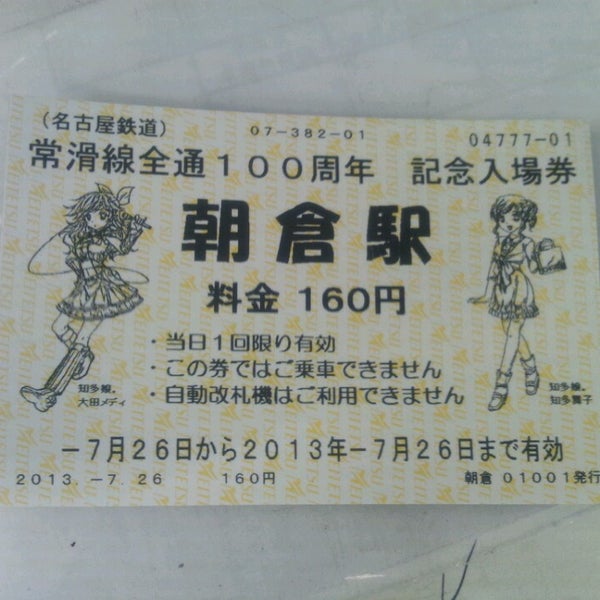 （名古屋鉄道）
07-382-01
04777-01
常滑線全通１００周年　記念入場券
朝倉駅
料金 160円
・当日１回限り有効
・この券ではご乗車できません
・自動改札機はご利用できません
知多娘。
大田メディ
知多娘。
知多舞子
－７月２６日から２０１３年－７月２６日まで有効
2013.-7.26
160円
朝倉 01001発行